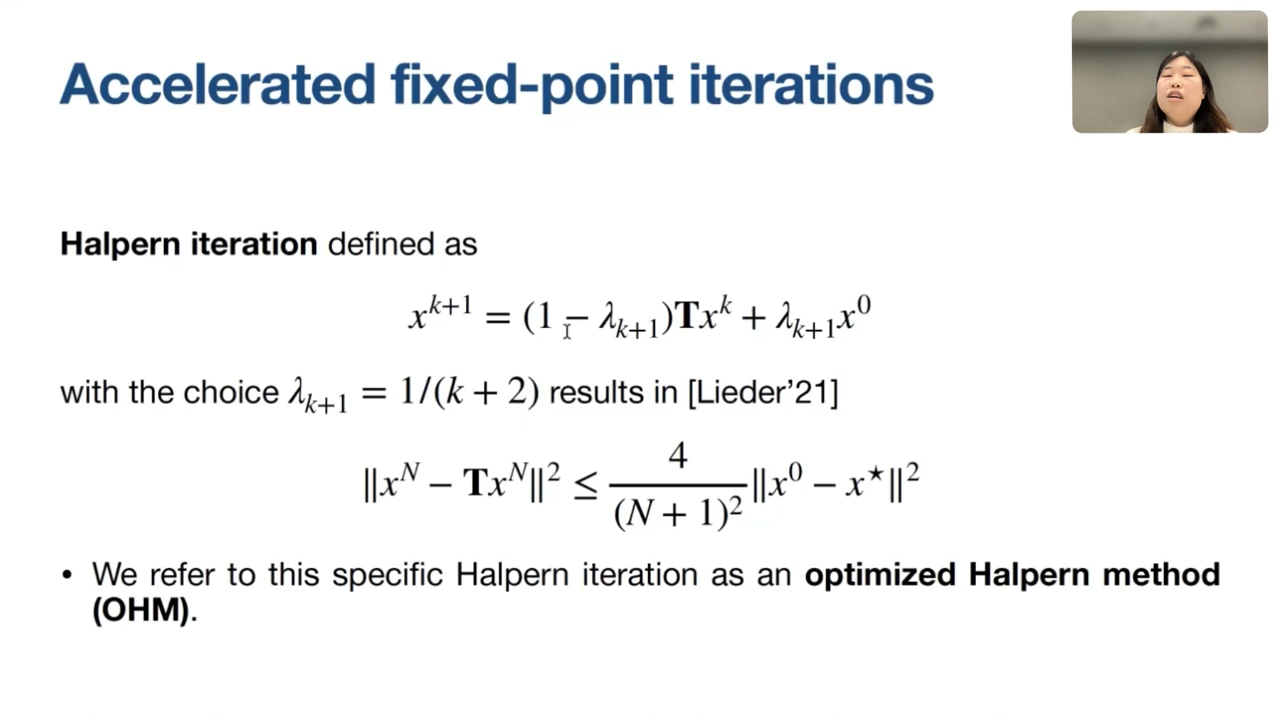 Accelerated fixed-point iterations
Halpern iteration defined as
x^{k+1} = (1 − λ_{k+1})𝐓x^k + λ_{k+1}x^0
with the choice λ_{k+1} = 1/(k + 2) results in [Lieder'21]
‖x^N − 𝐓x^N‖^2 ≤ \frac{4}{(N + 1)^2}‖x^0 − x^★‖^2
• We refer to this specific Halpern iteration as an optimized Halpern method
(OHM).